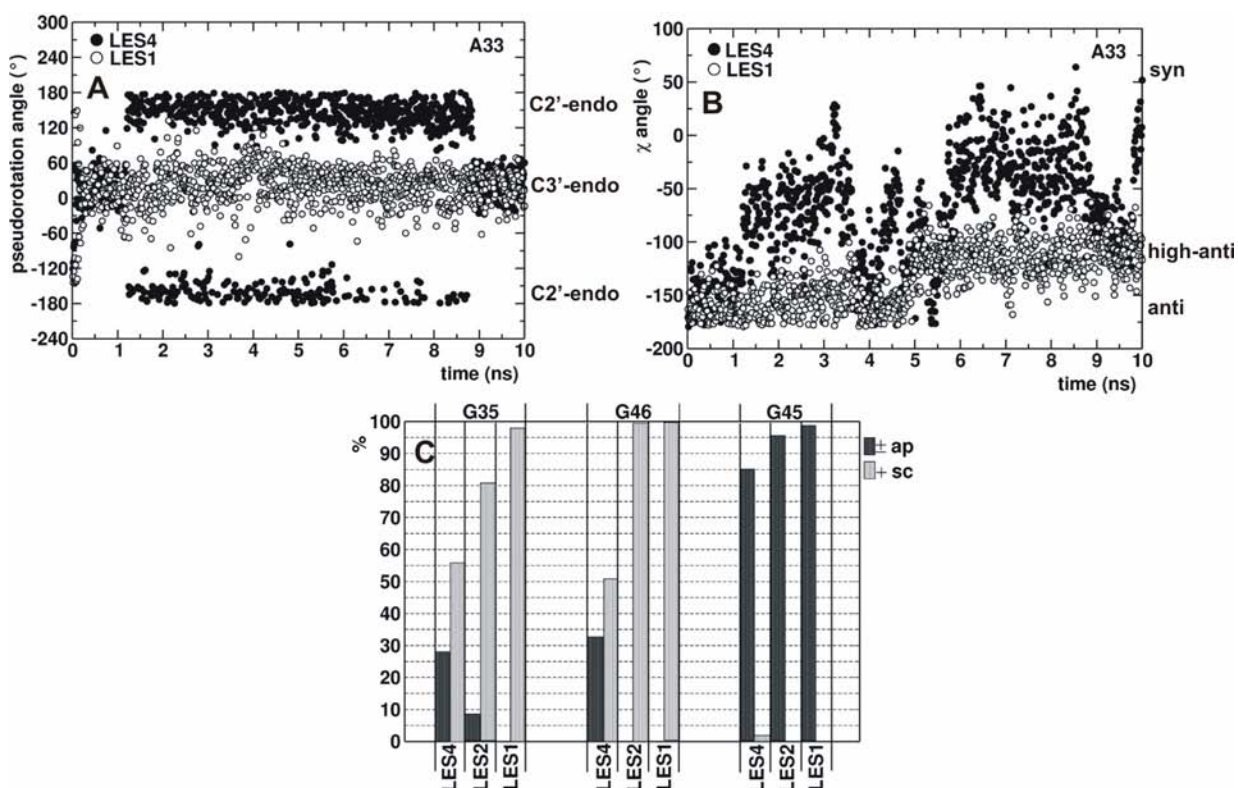 A
LES4
LES1
A33
pseudorotation angle (°)
300
240
180
120
60
0
-60
-120
-180
-240
C2'-endo
C3'-endo
C2'-endo
0 1 2 3 4 5 6 7 8 9 10
time (ns)
B
LES4
LES1
A33
χ angle (°)
100
50
0
-50
-100
-150
-200
syn
high-anti
anti
0 1 2 3 4 5 6 7 8 9 10
time (ns)
C
G35 G46 G45
%
100
90
80
70
60
50
40
30
20
10
0
± ap
± sc
LES4 LES2 LES1 LES4 LES2 LES1 LES4 LES2 LES1